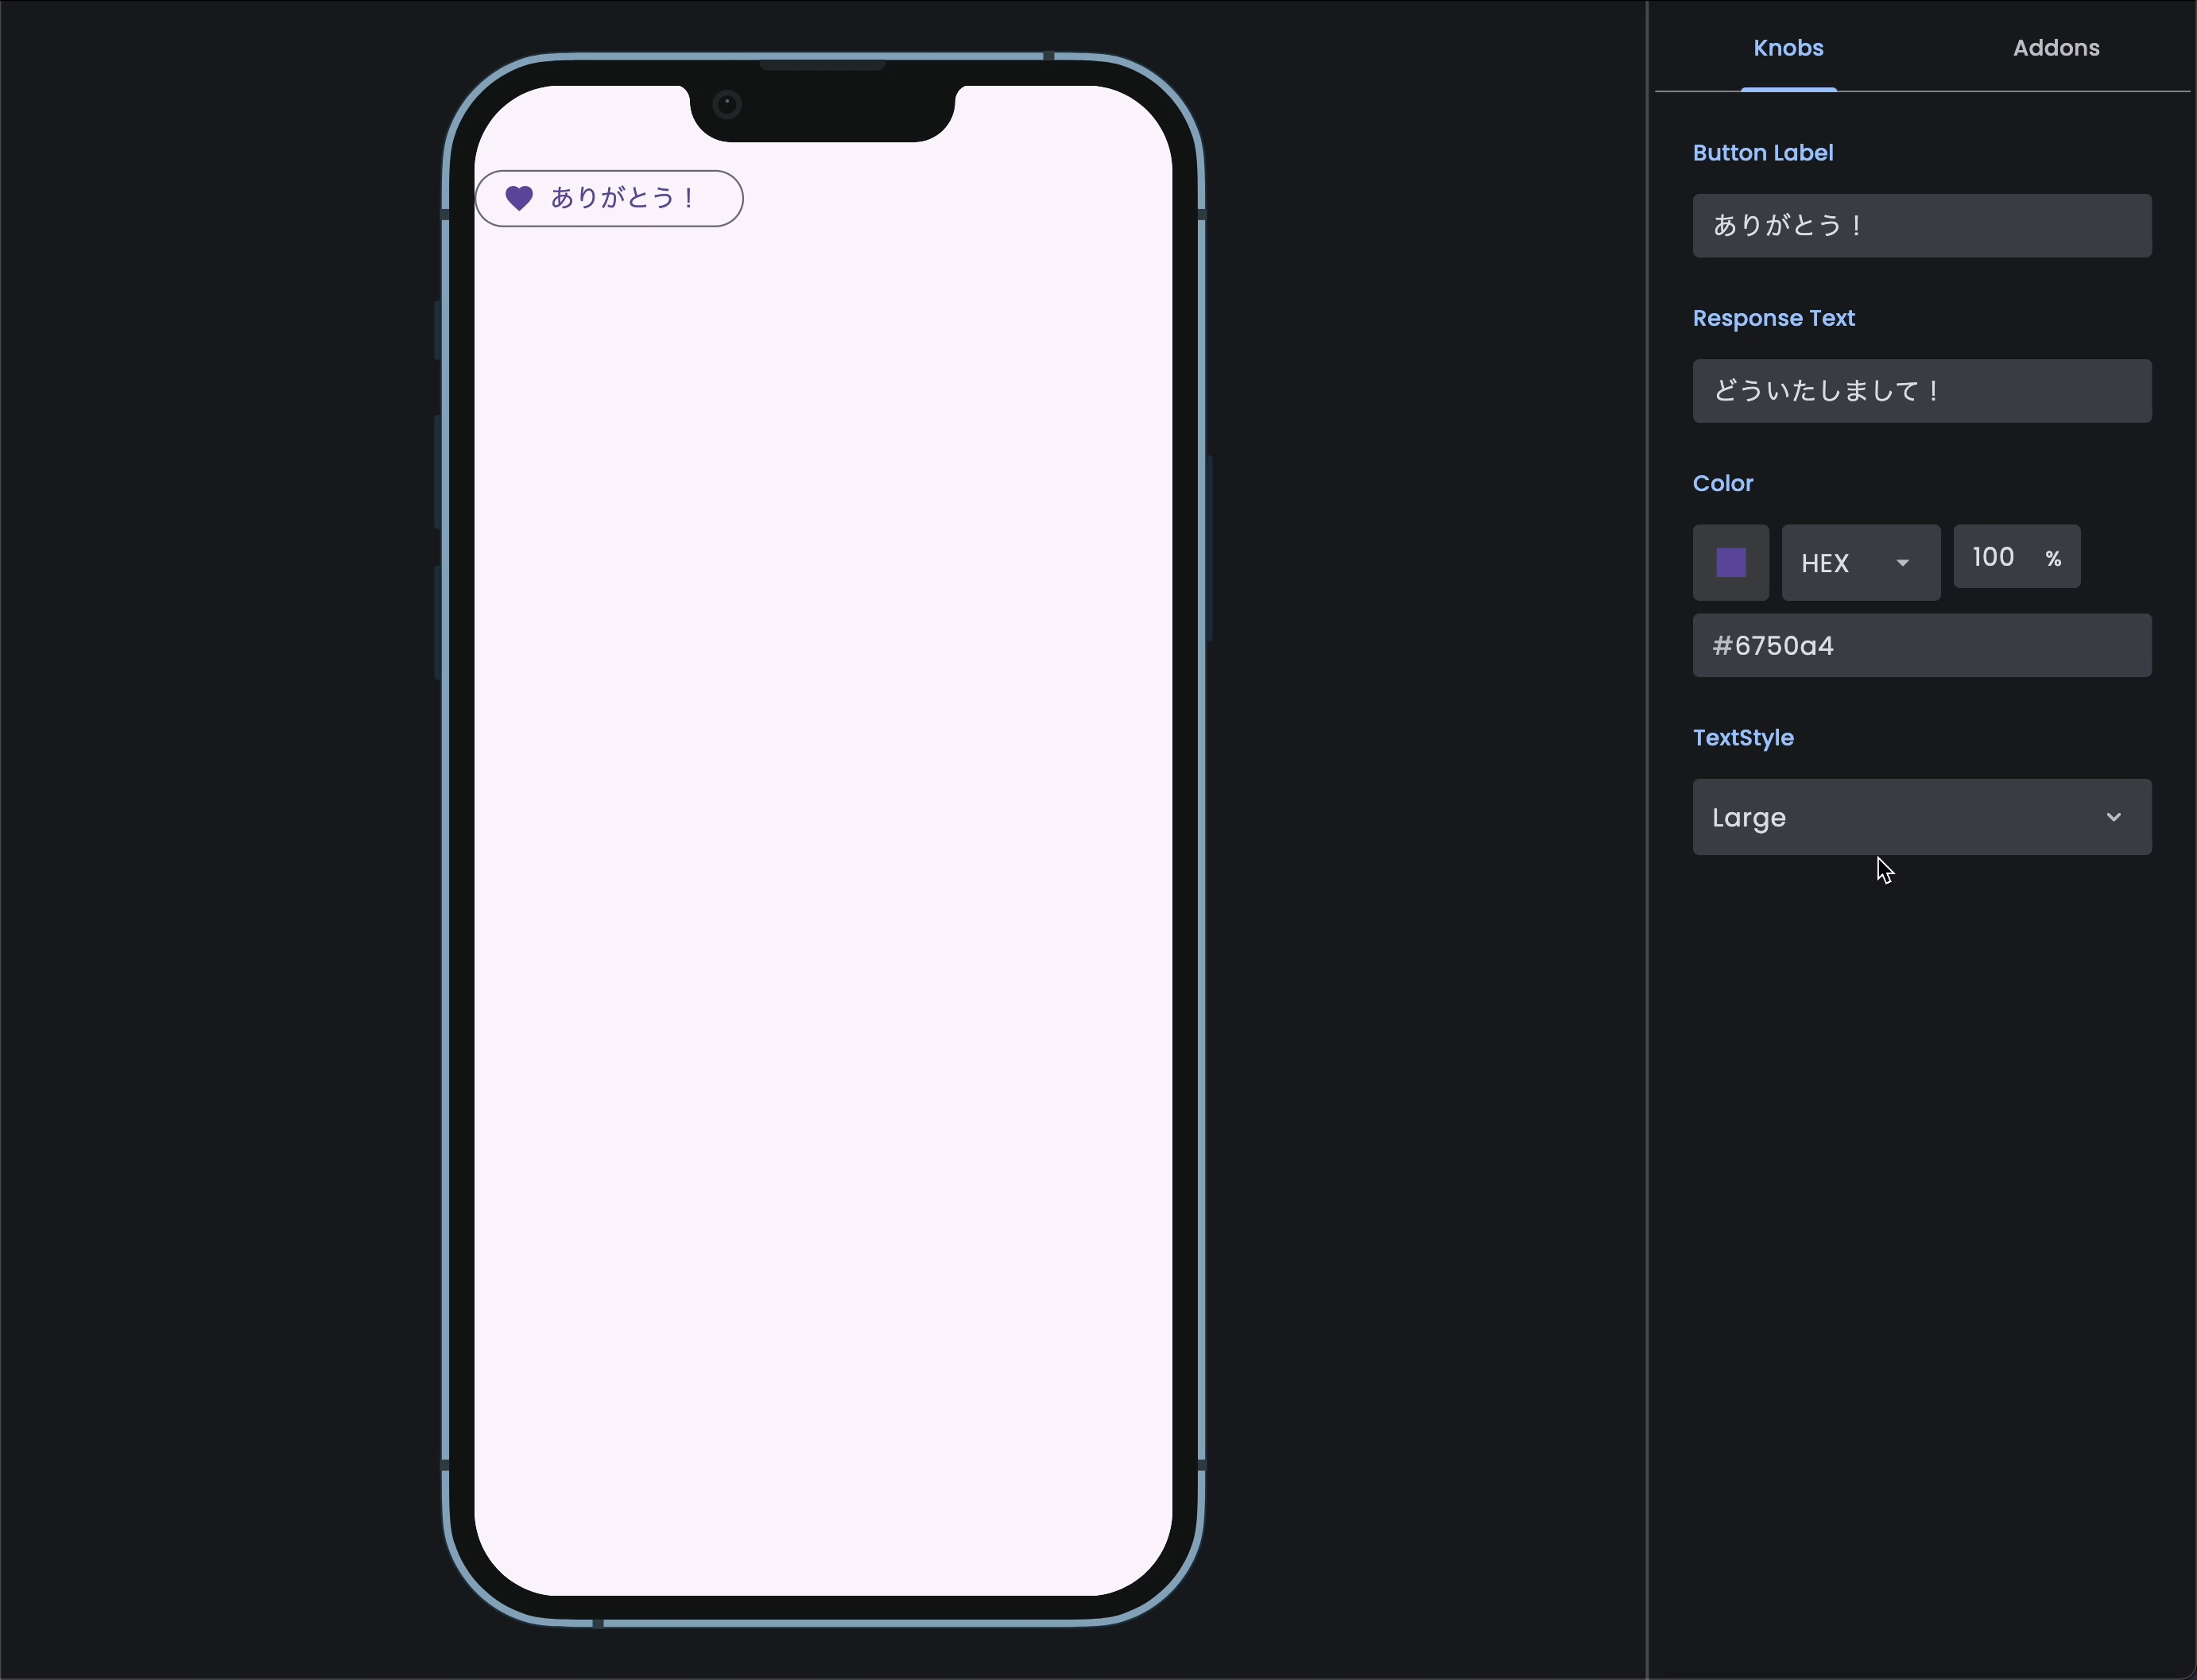 Knobs
Addons
ありがとう！
Button Label
ありがとう！
Response Text
どういたしまして！
Color
HEX
100 %
#6750a4
TextStyle
Large